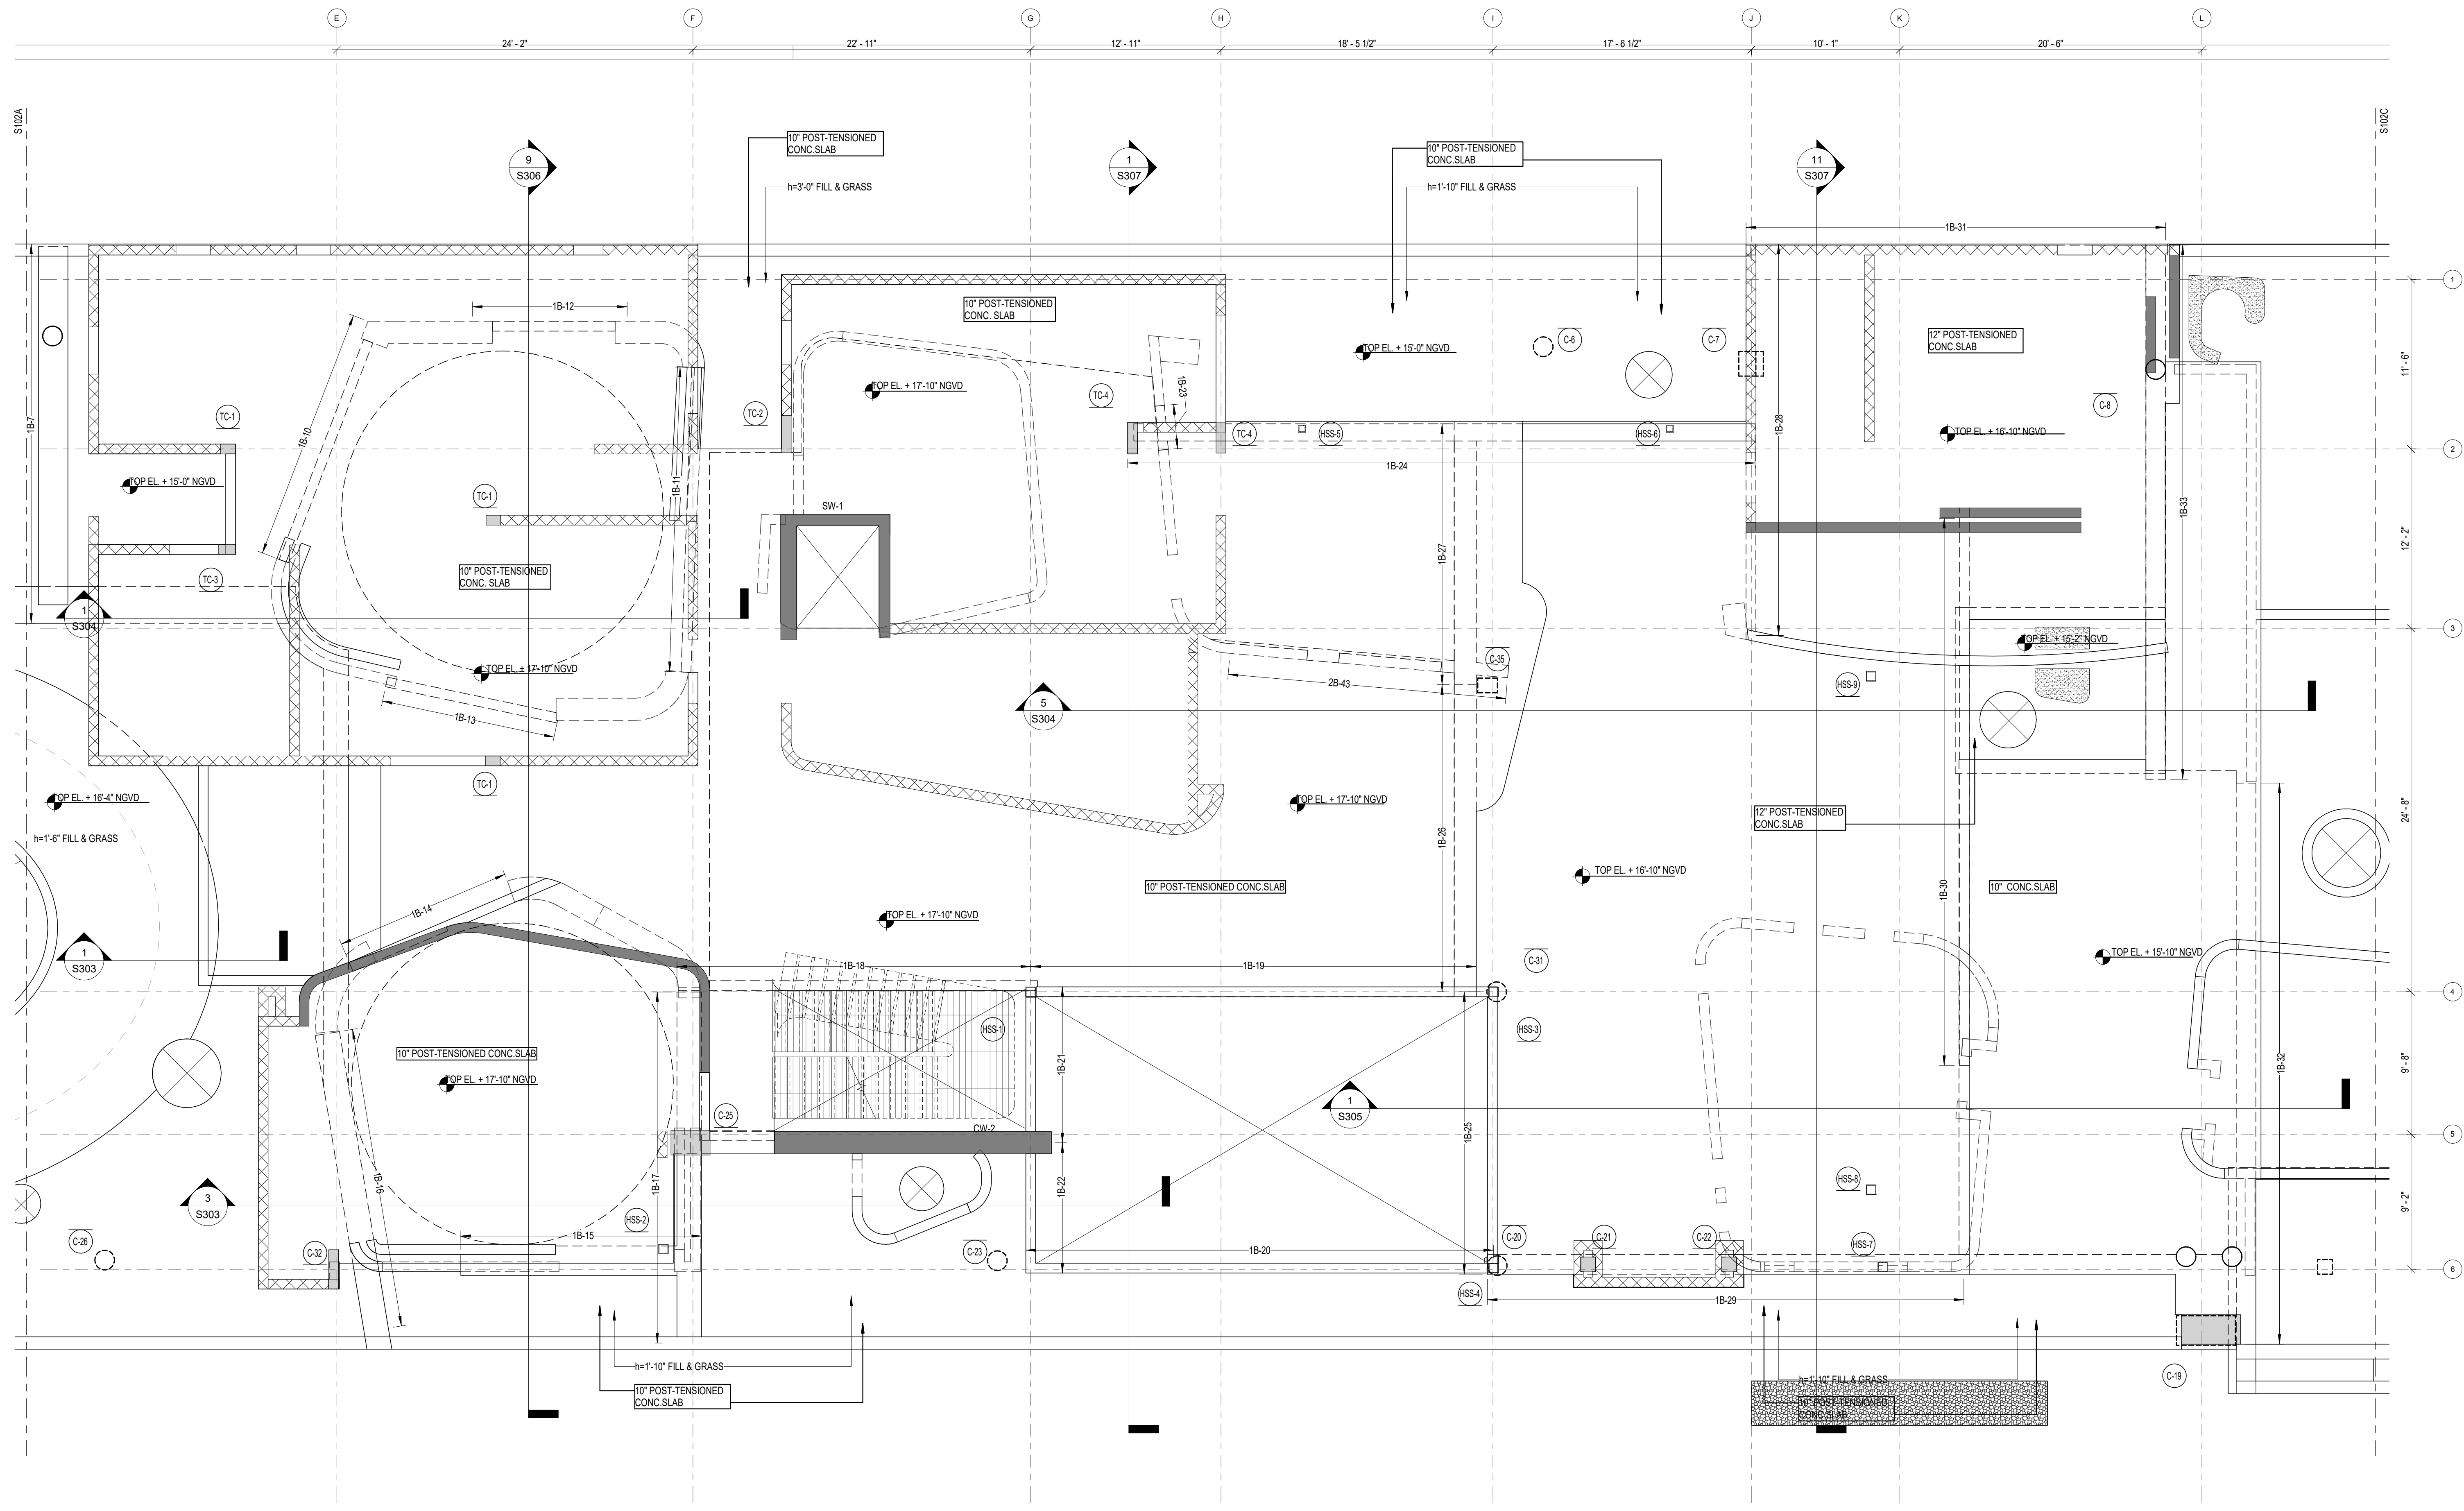 E
F
G
H
I
J
K
L
24' - 2"
22' - 11"
12' - 11"
18' - 5 1/2"
17' - 6 1/2"
10' - 1"
20' - 6"
S102A
S102C
9
S306
10" POST-TENSIONED
CONC.SLAB
h=3'-0" FILL & GRASS
1
S307
10" POST-TENSIONED
CONC.SLAB
h=1'-10" FILL & GRASS
11
S307
1B-31
1
1B-12
10" POST-TENSIONED
CONC. SLAB
C-6
C-7
12" POST-TENSIONED
CONC.SLAB
TOP EL. + 15'-0" NGVD
11' - 6"
TOP EL. + 17'-10" NGVD
1B-23
TC-4
C-8
1B-7
TC-1
TC-2
1B-10
1B-28
TC-4
HSS-5
HSS-6
TOP EL. + 16'-10" NGVD
2
1B-24
TOP EL. + 15'-0" NGVD
1B-11
TC-1
SW-1
1B-33
1B-27
12' - 2"
10" POST-TENSIONED
CONC. SLAB
TC-3
1
S304
3
TOP EL. + 15'-2" NGVD
C-35
TOP EL. + 17'-10" NGVD
2B-43
HSS-9
5
S304
1B-13
TC-1
TOP EL. + 16'-4" NGVD
TOP EL. + 17'-10" NGVD
12" POST-TENSIONED
CONC.SLAB
24' - 8"
h=1'-6" FILL & GRASS
1B-26
TOP EL. + 16'-10" NGVD
10" POST-TENSIONED CONC.SLAB
1B-30
10" CONC.SLAB
1B-14
TOP EL. + 17'-10" NGVD
1
S303
TOP EL. + 15'-10" NGVD
C-31
1B-18
1B-19
4
HSS-1
HSS-3
10" POST-TENSIONED CONC.SLAB
1B-21
1B-32
9' - 8"
TOP EL. + 17'-10" NGVD
1
S305
C-25
CW-2
1B-25
5
1B-16
1B-17
1B-22
HSS-8
3
S303
9' - 2"
HSS-2
C-26
1B-15
C-32
C-23
1B-20
C-20
C-21
C-22
HSS-7
6
HSS-4
1B-29
h=1'-10" FILL & GRASS
10" POST-TENSIONED
CONC.SLAB
h=1'-10" FILL & GRASS
10" POST-TENSIONED
CONC.SLAB
C-19